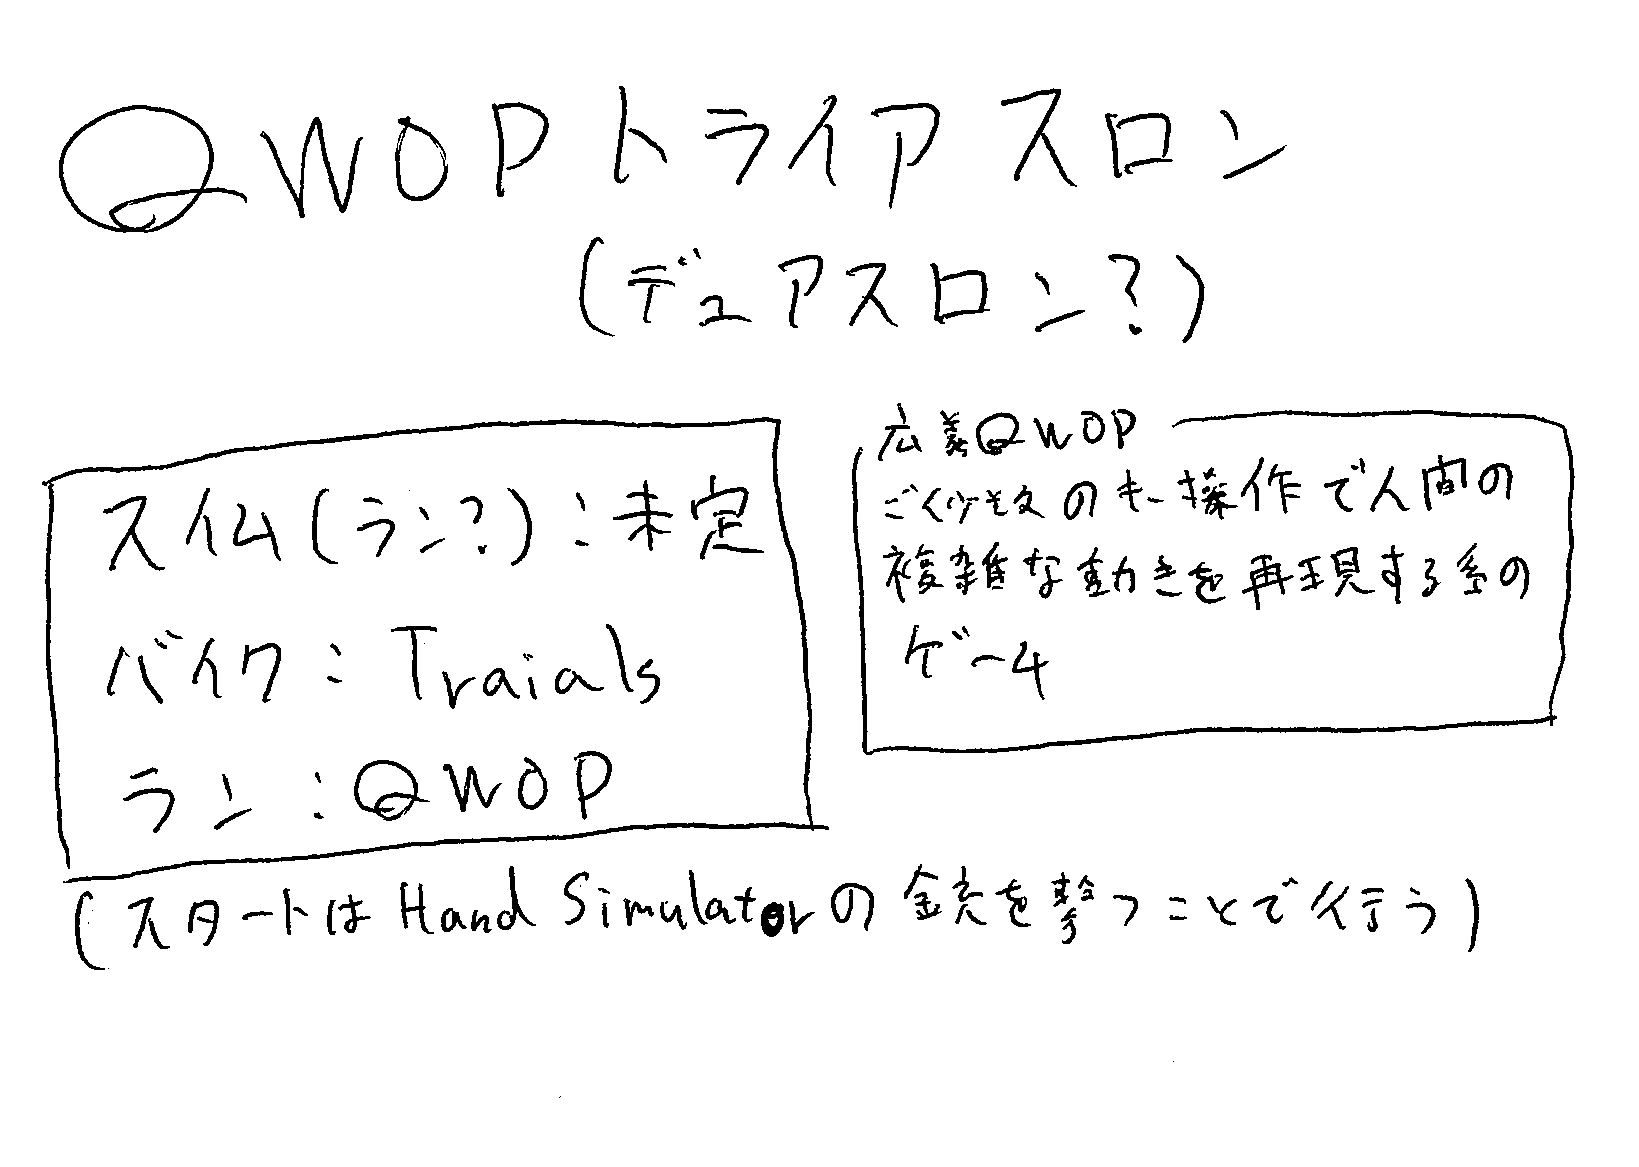 QWOPトライアスロン
(デュアスロン?)
スイム(ラン?):未定
バイク:Traials
ラン:QWOP
広義QWOP
ごく少数のキー操作で人間の
複雑な動きを再現する系の
ゲーム
(スタートはHand Simulatorの銃を撃つことで行う)